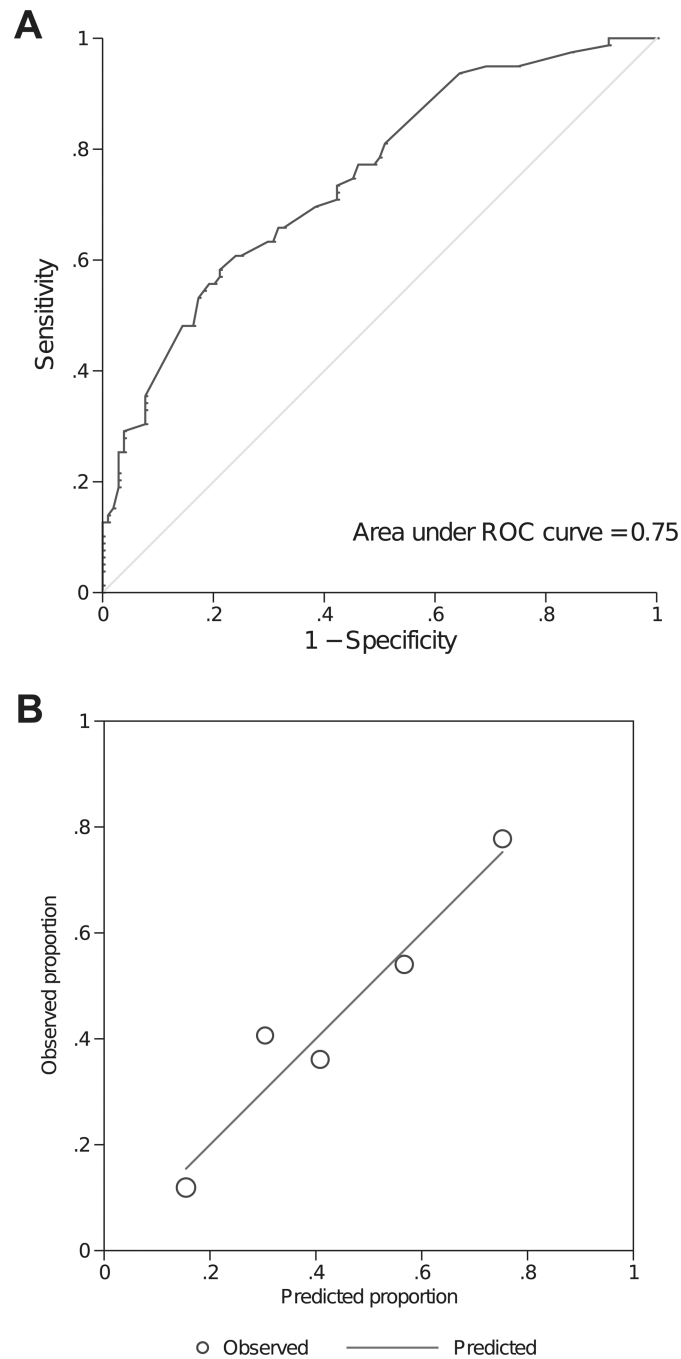 A
1
.8
.6
.4
.2
0
Sensitivity
Area under ROC curve = 0.75
0 .2 .4 .6 .8 1
1 – Specificity
B
1
.8
.6
.4
.2
0
Observed proportion
0 .2 .4 .6 .8 1
Predicted proportion
Observed Predicted